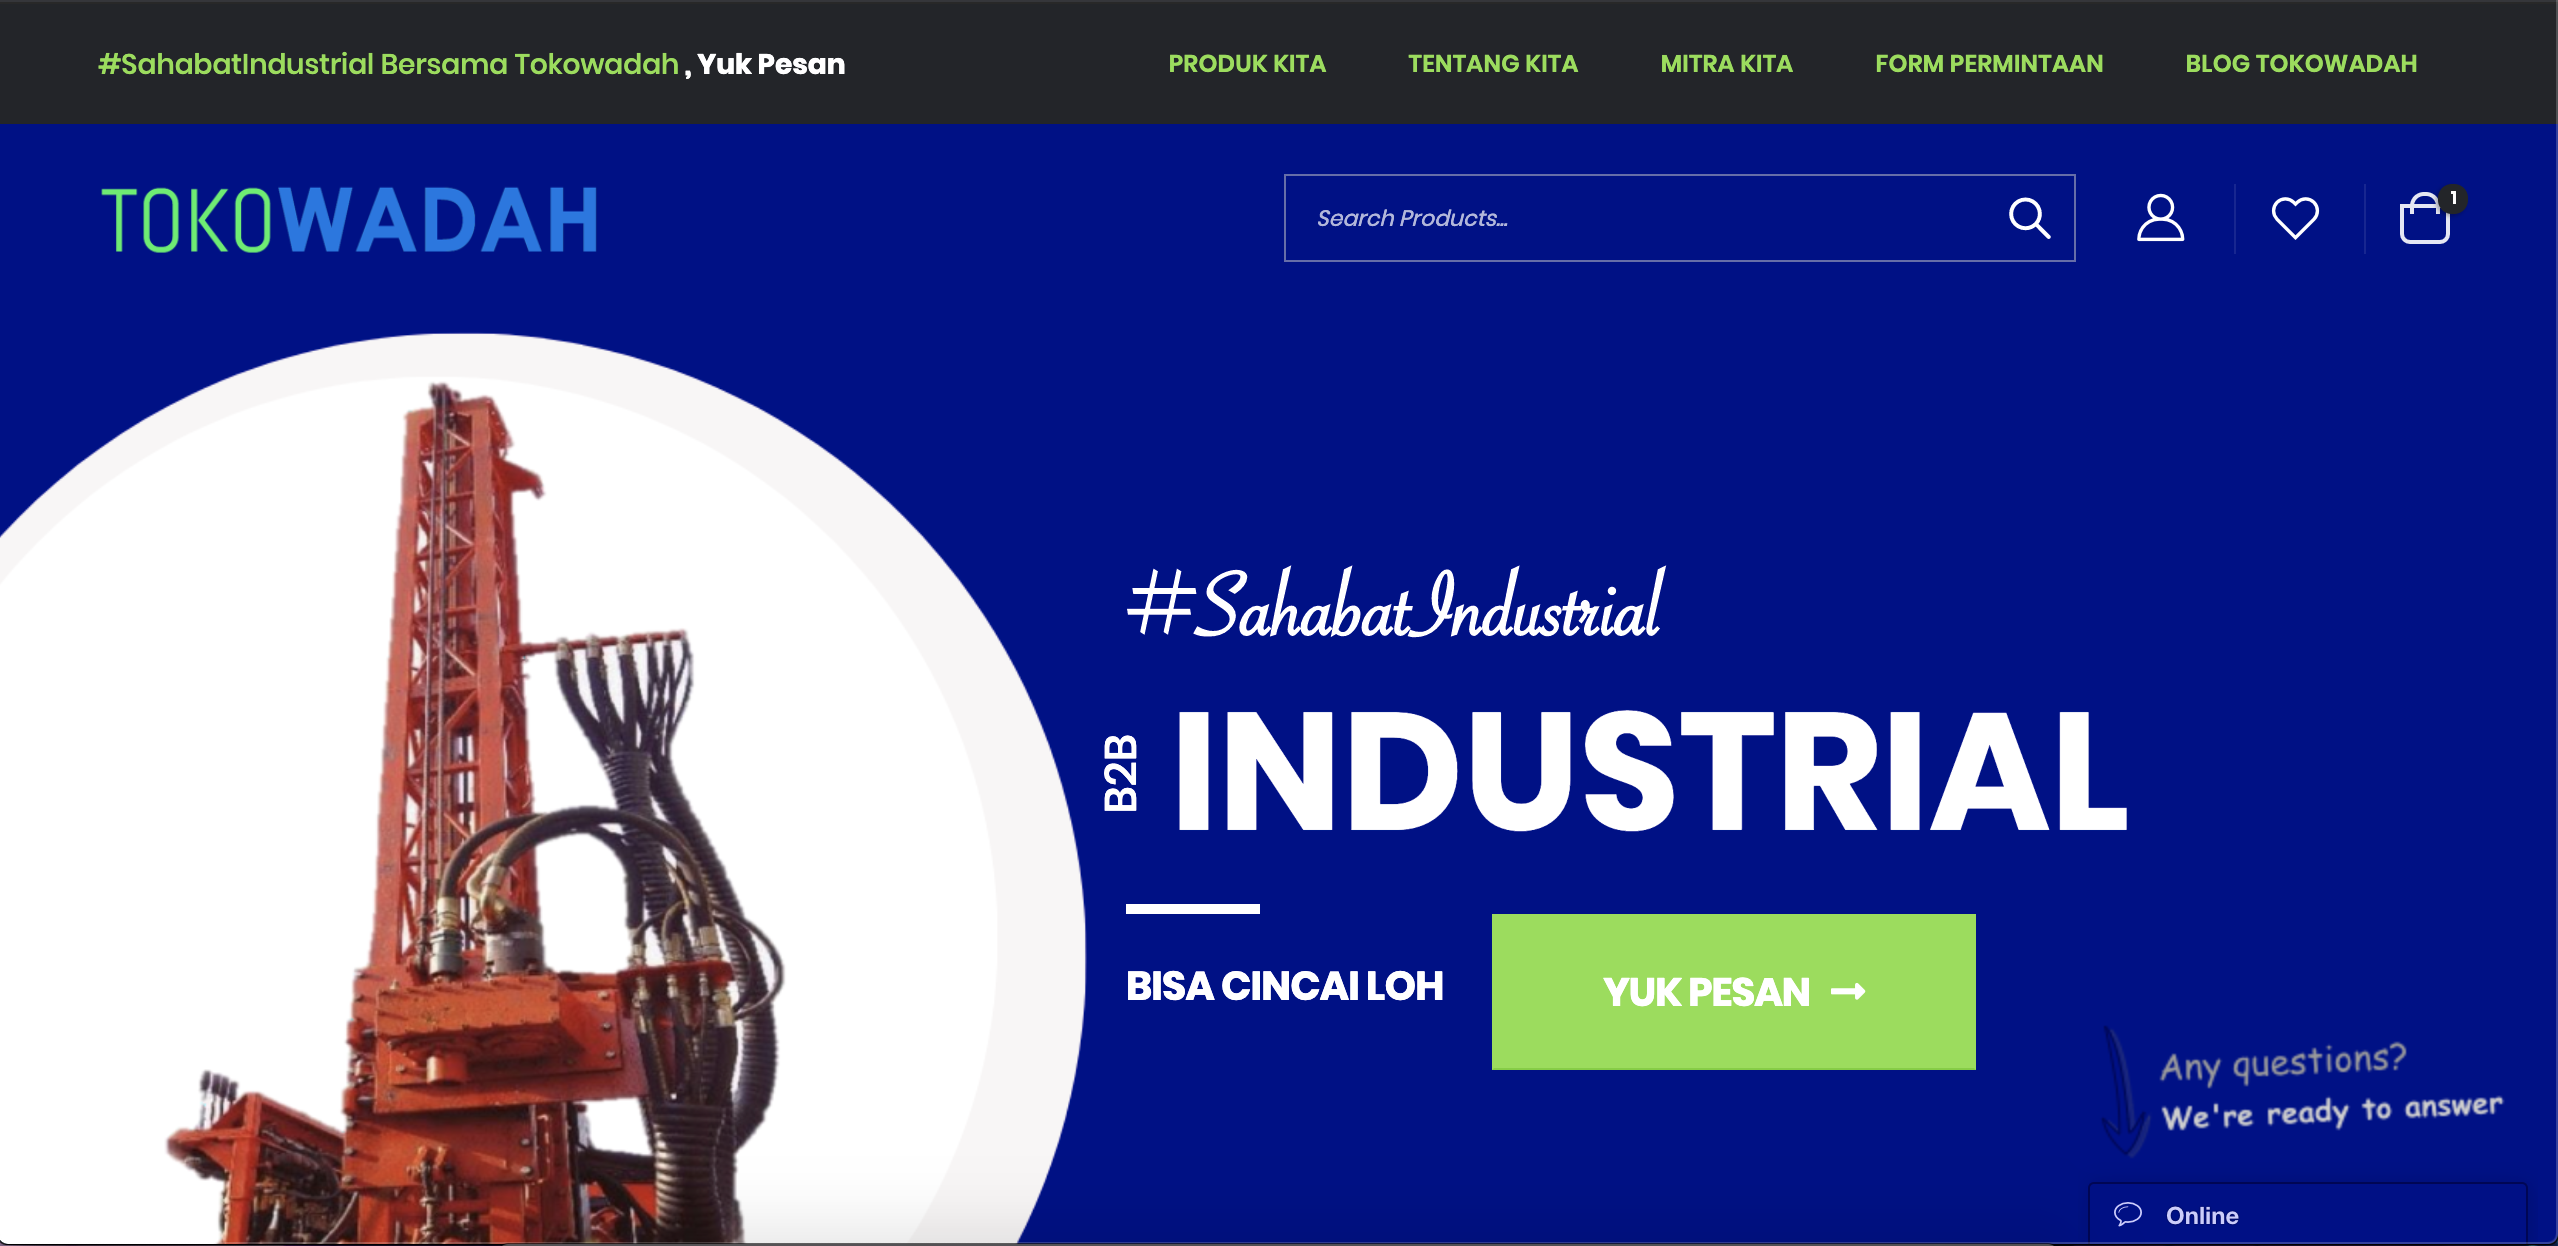 #SahabatIndustrial Bersama Tokowadah , Yuk Pesan
PRODUK KITA
TENTANG KITA
MITRA KITA
FORM PERMINTAAN
BLOG TOKOWADAH
TOKOWADAH
Search Products...
1
#SahabatIndustrial
B2B
INDUSTRIAL
BISA CINCAI LOH
YUK PESAN
Any questions?
We're ready to answer
Online